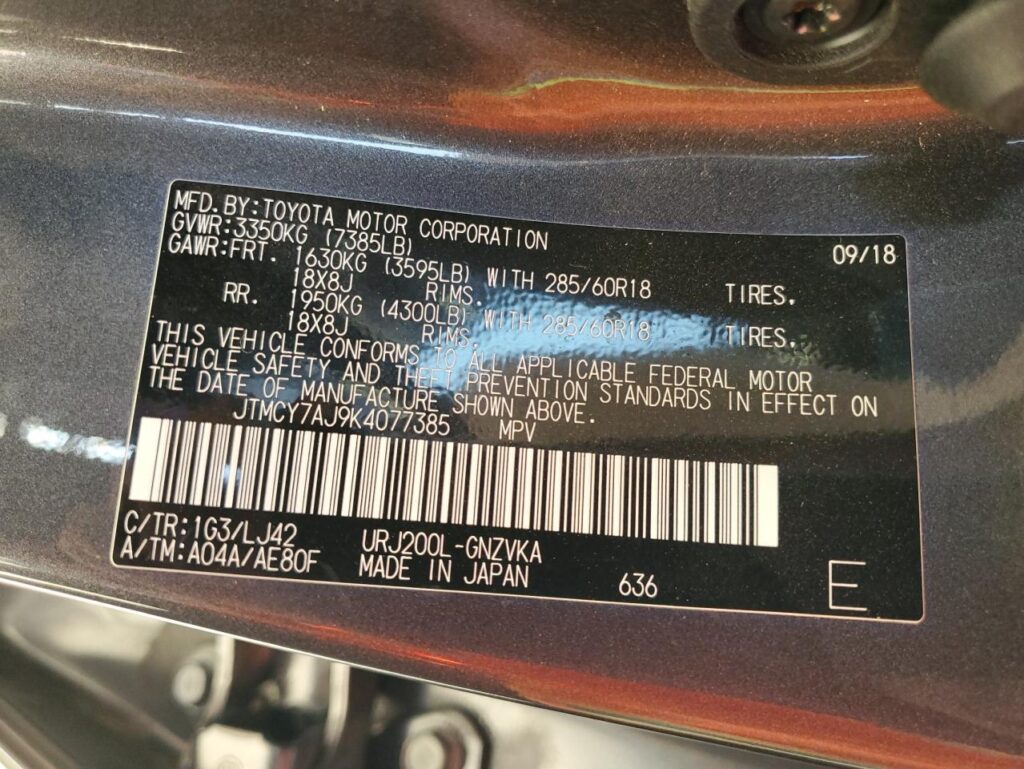 MFD. BY:TOYOTA MOTOR CORPORATION 09/18
GVWR:3350KG (7385LB)
GAWR:FRT. 1630KG (3595LB) WITH 285/60R18 TIRES.
18X8J RIMS.
RR. 1950KG (4300LB) WITH 285/60R18 TIRES.
18X8J RIMS.
THIS VEHICLE CONFORMS TO ALL APPLICABLE FEDERAL MOTOR
VEHICLE SAFETY AND THEFT PREVENTION STANDARDS IN EFFECT ON
THE DATE OF MANUFACTURE SHOWN ABOVE.
JTMCY7AJ9K4077385 MPV
C/TR:1G3/LJ42 URJ200L-GNZVKA
A/TM:A04A/AE80F MADE IN JAPAN 636 E